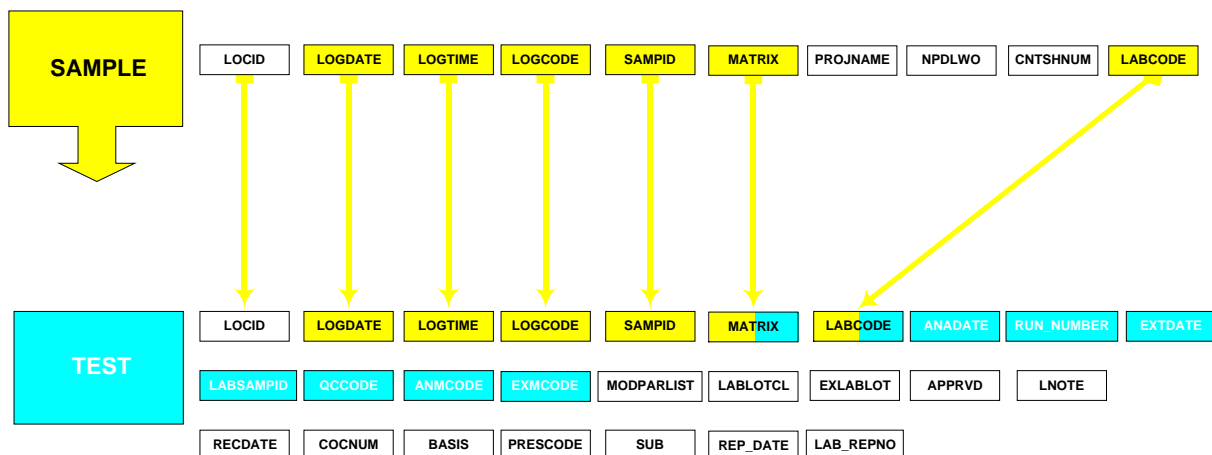 SAMPLE
LOCID LOGDATE LOGTIME LOGCODE SAMPID MATRIX PROJNAME NPDLWO CNTSHNUM LABCODE
TEST
LOCID LOGDATE LOGTIME LOGCODE SAMPID MATRIX LABCODE ANADATE RUN_NUMBER EXTDATE
LABSAMPID QCCODE ANMCODE EXMCODE MODPARLIST LABLOTCL EXLABLOT APPRVD LNOTE
RECDATE COCNUM BASIS PRESCODE SUB REP_DATE LAB_REPNO